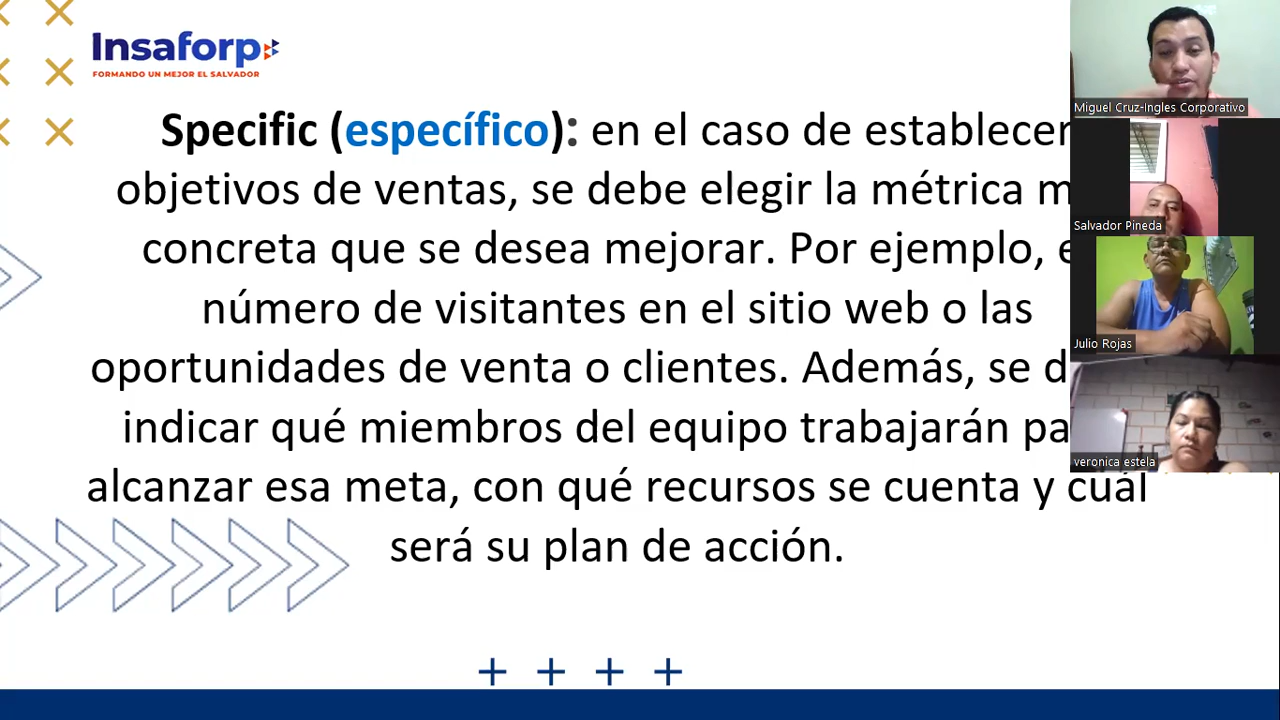 Insaforp
FORMANDO UN MEJOR EL SALVADOR
Specific (específico): en el caso de establecer
objetivos de ventas, se debe elegir la métrica
concreta que se desea mejorar. Por ejemplo,
número de visitantes en el sitio web o las
oportunidades de venta o clientes. Además, se
indicar qué miembros del equipo trabajarán
alcanzar esa meta, con qué recursos se cuenta y cuál
será su plan de acción.
Miguel Cruz-Ingles Corporativo
Salvador Pineda
Julio Rojas
veronica estela